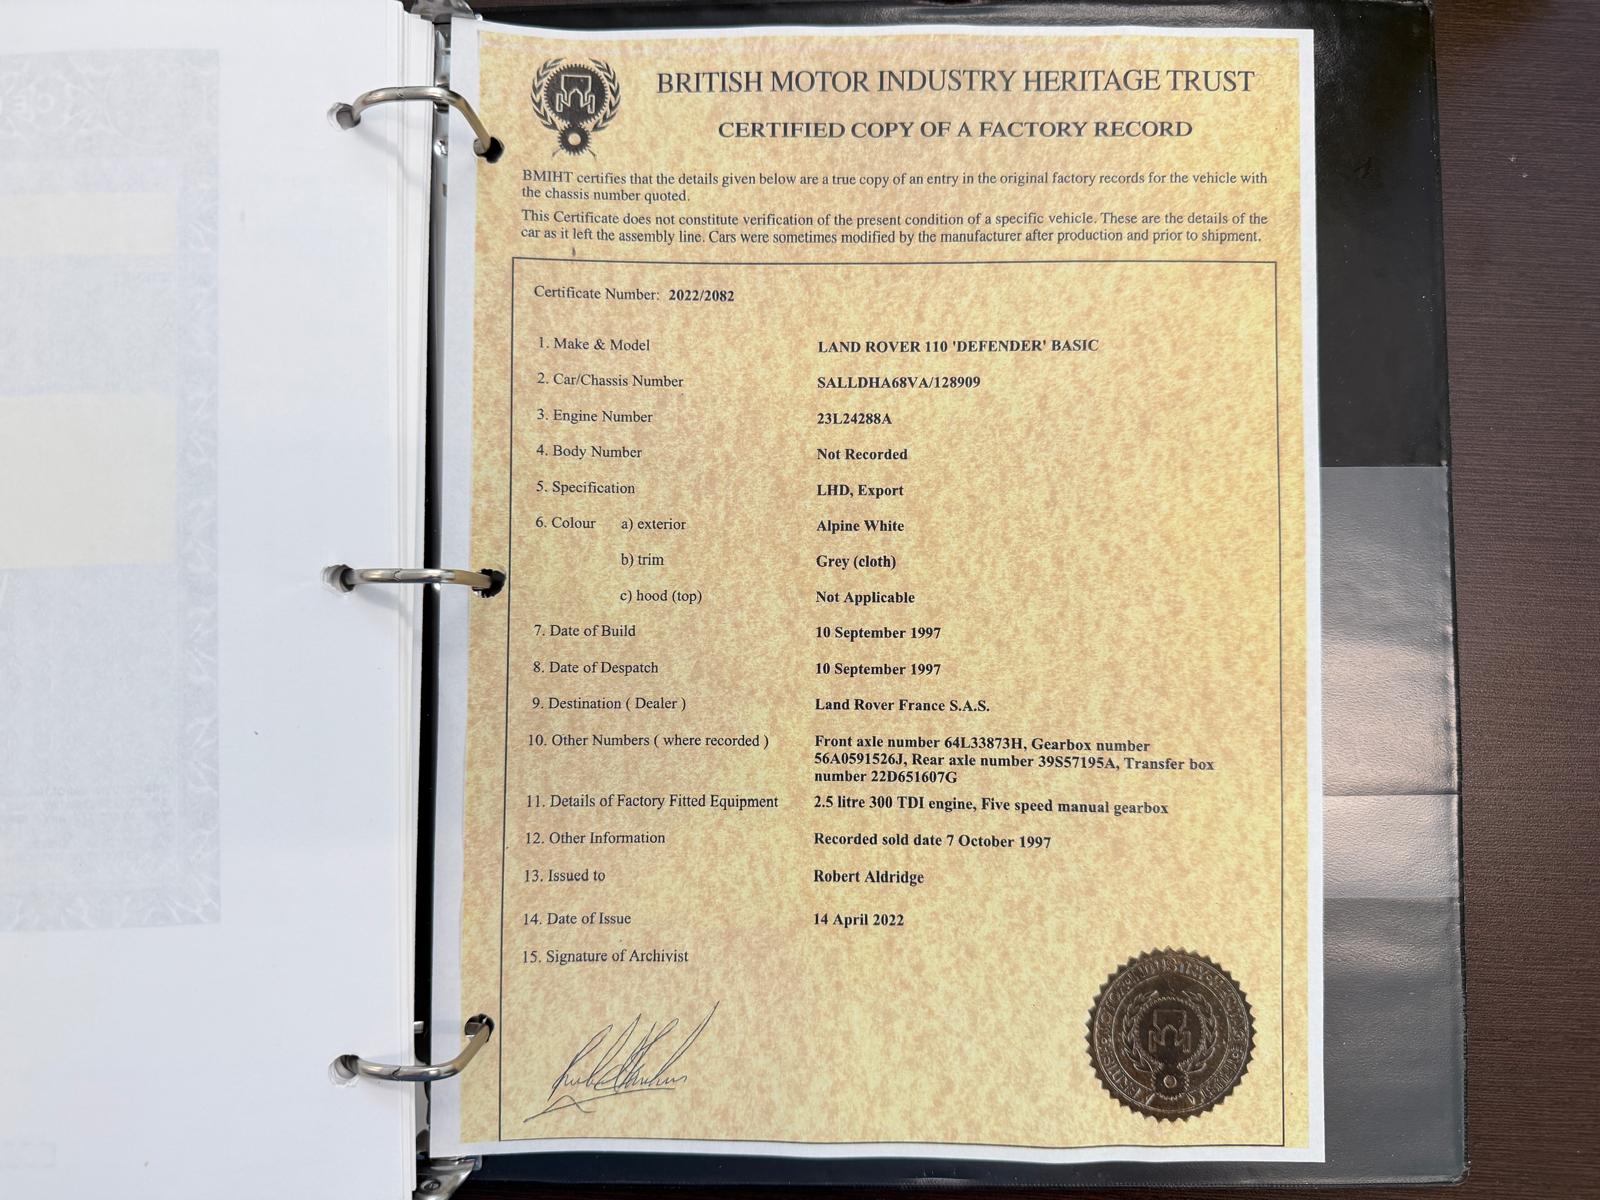 BRITISH MOTOR INDUSTRY HERITAGE TRUST
CERTIFIED COPY OF A FACTORY RECORD
BMIHT certifies that the details given below are a true copy of an entry in the original factory records for the vehicle with
the chassis number quoted.
This Certificate does not constitute verification of the present condition of a specific vehicle. These are the details of the
car as it left the assembly line. Cars were sometimes modified by the manufacturer after production and prior to shipment.
Certificate Number: 2022/2082
1. Make & Model LAND ROVER 110 'DEFENDER' BASIC
2. Car/Chassis Number SALLDHA68VA/128909
3. Engine Number 23L24288A
4. Body Number Not Recorded
5. Specification LHD, Export
6. Colour a) exterior Alpine White
b) trim Grey (cloth)
c) hood (top) Not Applicable
7. Date of Build 10 September 1997
8. Date of Despatch 10 September 1997
9. Destination ( Dealer ) Land Rover France S.A.S.
10. Other Numbers ( where recorded ) Front axle number 64L33873H, Gearbox number
56A0591526J, Rear axle number 39S57195A, Transfer box
number 22D651607G
11. Details of Factory Fitted Equipment 2.5 litre 300 TDI engine, Five speed manual gearbox
12. Other Information Recorded sold date 7 October 1997
13. Issued to Robert Aldridge
14. Date of Issue 14 April 2022
15. Signature of Archivist